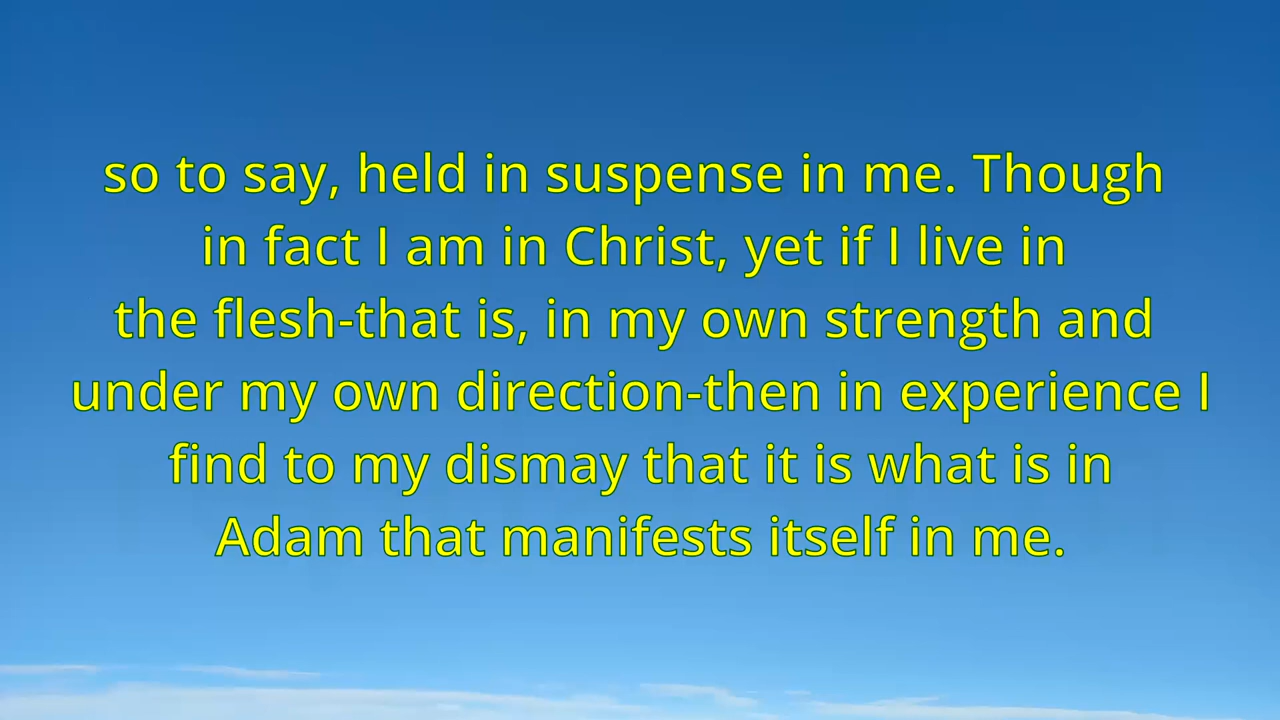 so to say, held in suspense in me. Though
in fact I am in Christ, yet if I live in
the flesh-that is, in my own strength and
under my own direction-then in experience I
find to my dismay that it is what is in
Adam that manifests itself in me.